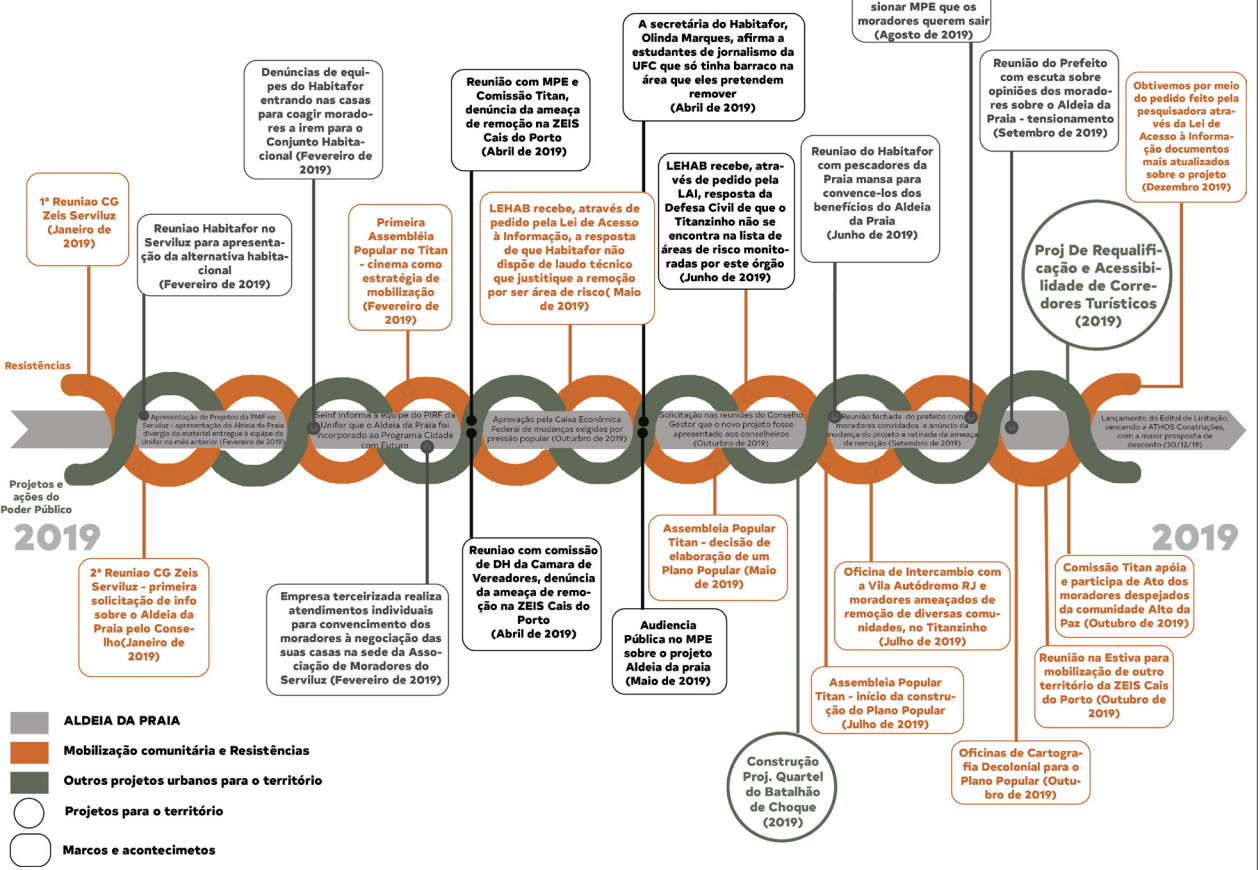 sionar MPE que os
moradores querem sair
(Agosto de 2019)
A secretária do Habitafor,
Olinda Marques, afirma a
estudantes de jornalismo da
UFC que só tinha barraco na
área que eles pretendem
remover
(Abril de 2019)
Denúncias de equi-
pes do Habitafor
entrando nas casas
para coagir morado-
res a irem para o
Conjunto Habita-
cional (Fevereiro de
2019)
Reunião com MPE e
Comissão Titan,
denúncia da ameaça
de remoção na ZEIS
Cais do Porto
(Abril de 2019)
Reunião do Prefeito
com escuta sobre
opiniões dos morado-
res sobre o Aldeia da
Praia - tensionamento
(Setembro de 2019)
Obtivemos por meio
do pedido feito pela
pesquisadora atra-
vés da Lei de
Acesso à Informa-
ção documentos
mais atualizados
sobre o projeto
(Dezembro 2019)
1ª Reuniao CG
Zeis Serviluz
(Janeiro de
2019)
Reuniao Habitafor no
Serviluz para apresenta-
ção da alternativa habita-
cional
(Fevereiro de 2019)
Primeira
Assembléia
Popular no Titan
- cinema como
estratégia de
mobilização
(Fevereiro de
2019)
LEHAB recebe, através de
pedido pela Lei de Acesso
à Informação, a resposta
de que Habitafor não
dispõe de laudo técnico
que justitique a remoção
por ser área de risco( Maio
de 2019)
LEHAB recebe, atra-
vés de pedido pela
LAI, resposta da
Defesa Civil de que o
Titanzinho não se
encontra na lista de
áreas de risco monito-
radas por este órgão
(Junho de 2019)
Reuniao do Habitafor
com pescadores da
Praia mansa para
convence-los dos
benefícios do Aldeia
da Praia
(Junho de 2019)
Proj De Requalifi-
cação e Acessibi-
lidade de Corre-
dores Turísticos
(2019)
Resistências
Apresentação de Projetos da PMF no
Serviluz - apresentação do Aldeia da Praia
divergia do material entregue à equipe da
Unifor no mês anterior (Fevereiro de 2019)
Seinf informa à equipe do PIRF da
Unifor que o Aldeia da Praia foi
incorporado ao Programa Cidade
com Futuro
Aprovação pela Caixa Econômica
Federal de mudanças exigidas por
pressão popular (Outurbro de 2019)
Solicitação nas reuniões do Conselho
Gestor que o novo projeto fosse
apresentado aos conselheiros
(Outubro de 2019)
Reunião fechada do prefeito com
moradores convidados e anúncio da
mudança do projeto e retirada da ameaça
de remoção (Setembro de 2019)
Lançamento do Edital de Licitação,
vencendo a ATHOS Construções,
com a maior prosposta de
desconto (30/12/19)
Projetos e
ações do
Poder Público
2019
2019
2ª Reuniao CG Zeis
Serviluz - primeira
solicitação de info
sobre o Aldeia da
Praia pelo Conse-
lho(Janeiro de
2019)
Empresa terceirizada realiza
atendimentos individuais
para convencimento dos
moradores à negociação das
suas casas na sede da Asso-
ciação de Moradores do
Serviluz (Fevereiro de 2019)
Reuniao com comissão
de DH da Camara de
Vereadores, denúncia
da ameaça de remo-
ção na ZEIS Cais do
Porto
(Abril de 2019)
Assembleia Popular
Titan - decisão de
elaboração de um
Plano Popular (Maio
de 2019)
Audiencia
Pública no MPE
sobre o projeto
Aldeia da praia
(Maio de 2019)
Oficina de Intercambio com
a Vila Autódromo RJ e
moradores ameaçados de
remoção de diversas comu-
nidades, no Titanzinho
(Julho de 2019)
Comissão Titan apóia
e participa de Ato dos
moradores despejados
da comunidade Alto da
Paz (Outubro de 2019)
Assembleia Popular
Titan - início da constru-
ção do Plano Popular
(Julho de 2019)
Reunião na Estiva para
mobilização de outro
território da ZEIS Cais
do Porto (Outubro de
2019)
Construção
Proj. Quartel
do Batalhão
de Choque
(2019)
Oficinas de Cartogra-
fia Decolonial para o
Plano Popular (Outu-
bro de 2019)
ALDEIA DA PRAIA
Mobilização comunitária e Resistências
Outros projetos urbanos para o território
Projetos para o território
Marcos e acontecimetos